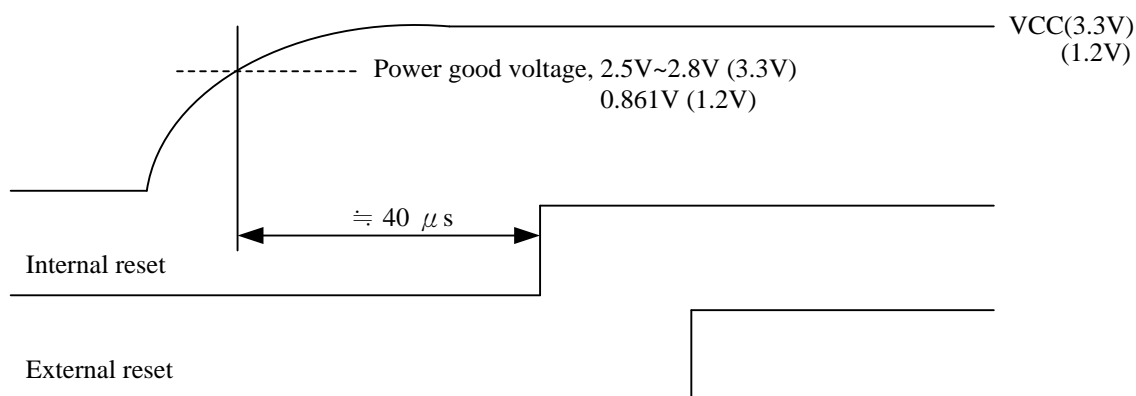 VCC(3.3V)
(1.2V)
Power good voltage, 2.5V~2.8V (3.3V)
0.861V (1.2V)
≒ 40 μs
Internal reset
External reset